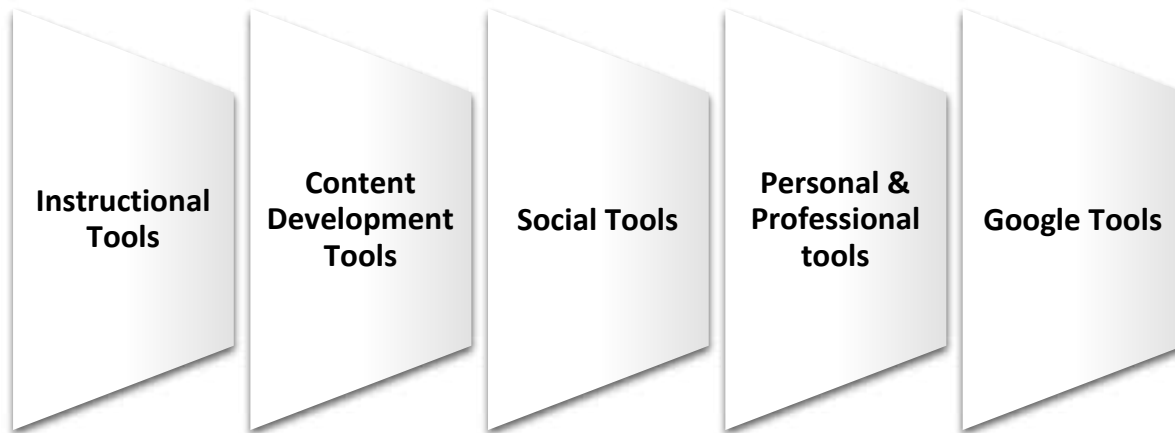 Instructional
Tools
Content
Development
Tools
Social Tools
Personal &
Professional
tools
Google Tools